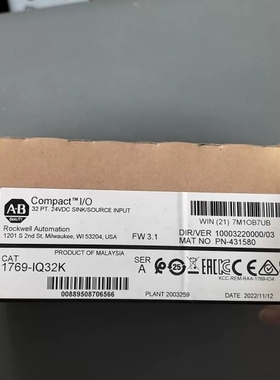 A-B
QUALITY
Compact™ I/O
32 PT. 24VDC SINK/SOURCE INPUT
Rockwell Automation
1201 S 2nd St, Milwaukee, WI 53204, USA
FW 3.1
WIN (21) 7M1OB7UB
DIR/VER 10003220000/03
MAT NO PN-431580
PRODUCT OF MALAYSIA
CAT
1769-IQ32K
SER
A
25
00889508706566
PLANT 2003259
DATE 2022/11/12